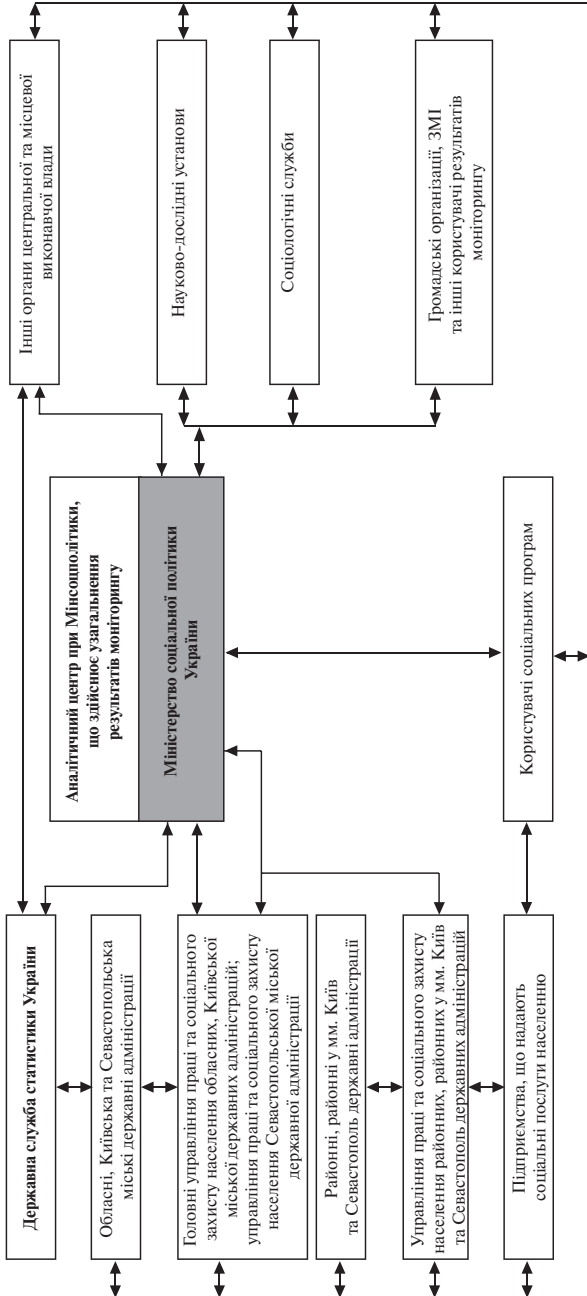 Державна служба статистики України
Обласні, Київська та Севастопольська
міські державні адміністрації
Головні управління праці та соціального
захисту населення обласних, Київської
міської державних адміністрацій;
управління праці та соціального захисту
населення Севастопольської міської
державної адміністрації
Районні, районні у мм. Київ
та Севастополь державні адміністрації
Управління праці та соціального захисту
населення районних, районних у мм. Київ
та Севастополь державних адміністрацій
Підприємства, що надають
соціальні послуги населенню
Аналітичний центр при Мінсоцполітики,
що здійснює узагальнення
результатів моніторингу
Міністерство соціальної політики
України
Користувачі соціальних програм
Інші органи центральної та місцевої
виконавчої влади
Науково-дослідні установи
Соціологічні служби
Громадські організації, ЗМІ
та інші користувачі результатів
моніторингу